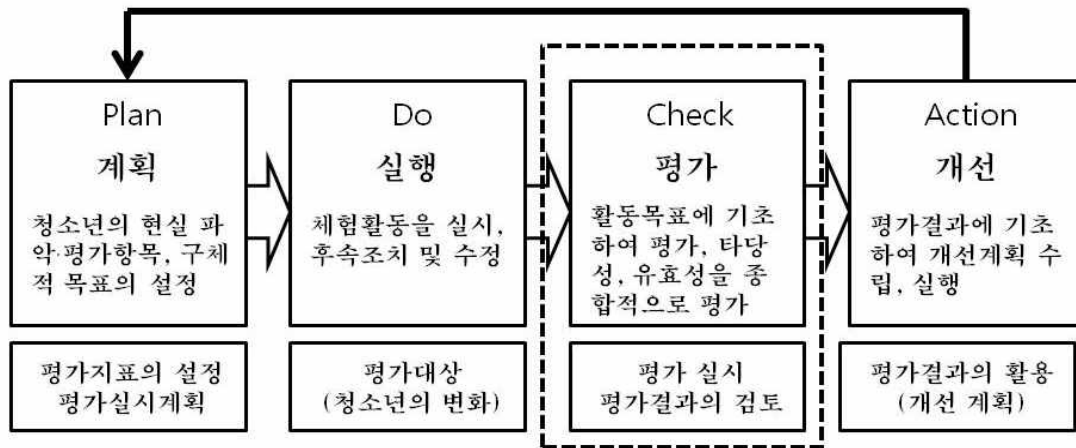 Plan
계획
청소년의 현실 파
악·평가항목, 구체
적 목표의 설정
Do
실행
체험활동을 실시,
후속조치 및 수정
Check
평가
활동목표에 기초
하여 평가, 타당
성, 유효성을 종
합적으로 평가
Action
개선
평가결과에 기초
하여 개선계획 수
립, 실행
평가지표의 설정
평가실시계획
평가대상
(청소년의 변화)
평가 실시
평가결과의 검토
평가결과의 활용
(개선 계획)